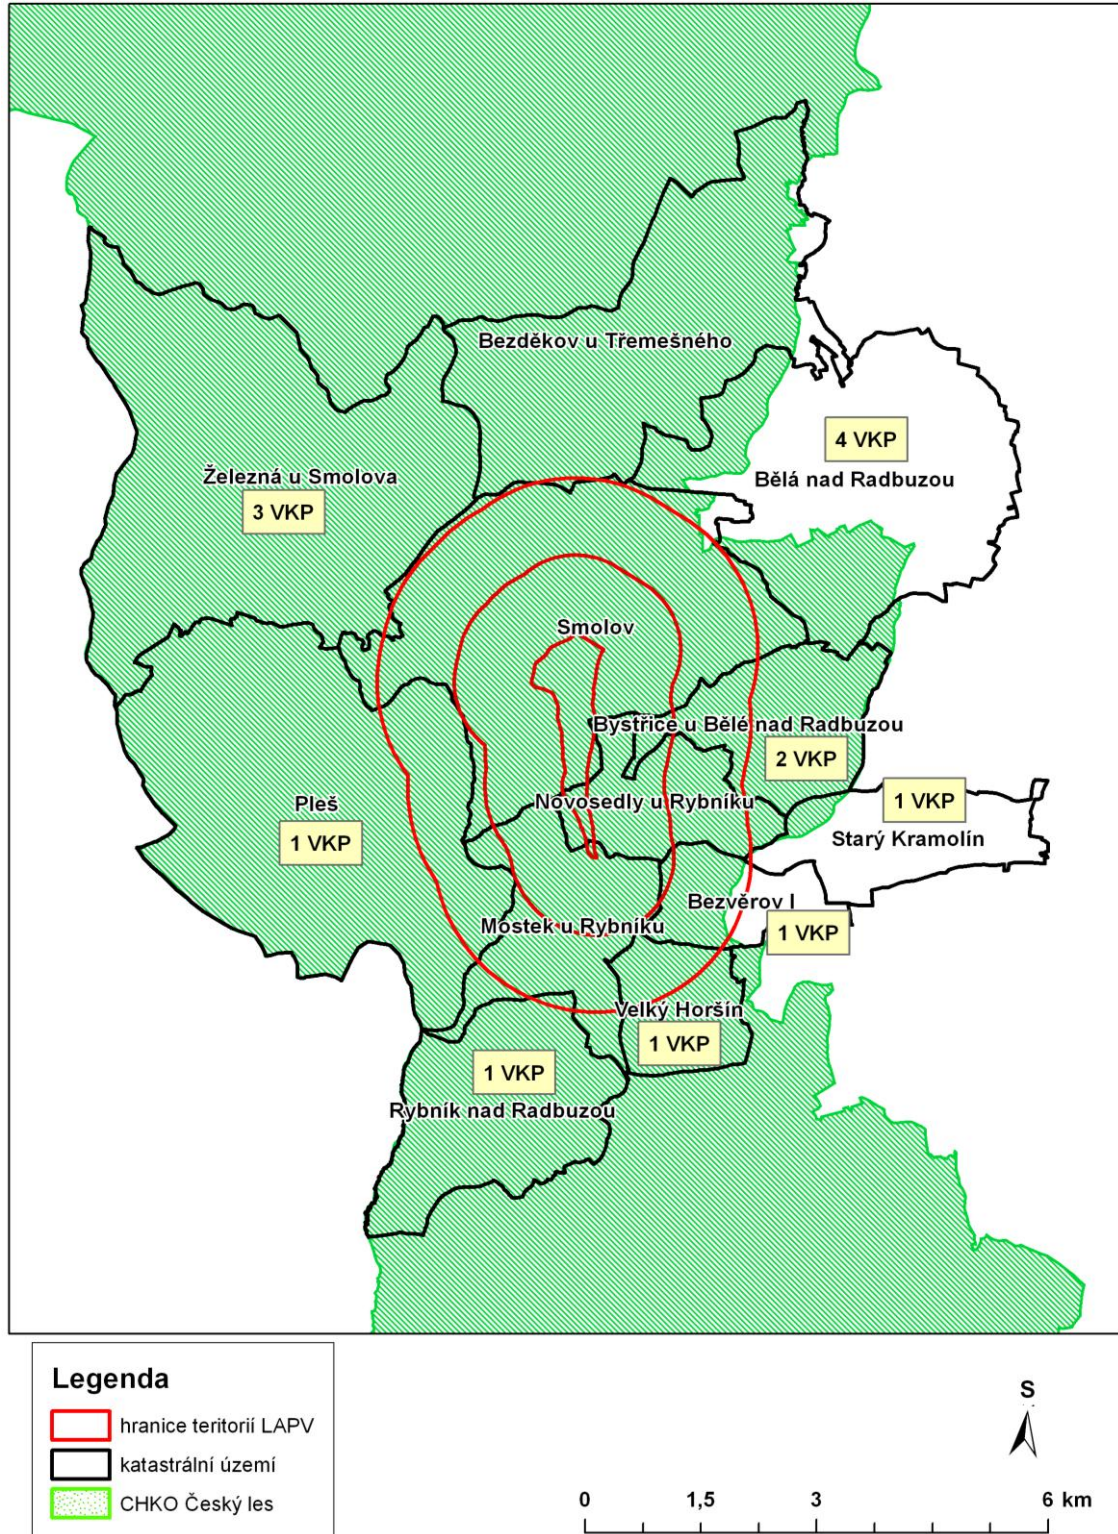 Bezděkov u Třemešného
4 VKP
Bělá nad Radbuzou
Železná u Smolova
3 VKP
Smolov
Bystřice u Bělé nad Radbuzou
2 VKP
Pleš
1 VKP
Novosedly u Rybníku
1 VKP
Starý Kramolín
Bezvěrov I
1 VKP
Mostek u Rybníku
Velký Horšín
1 VKP
1 VKP
Rybník nad Radbuzou
Legenda
hranice teritorií LAPV
katastrální území
CHKO Český les
S
0 1,5 3 6 km